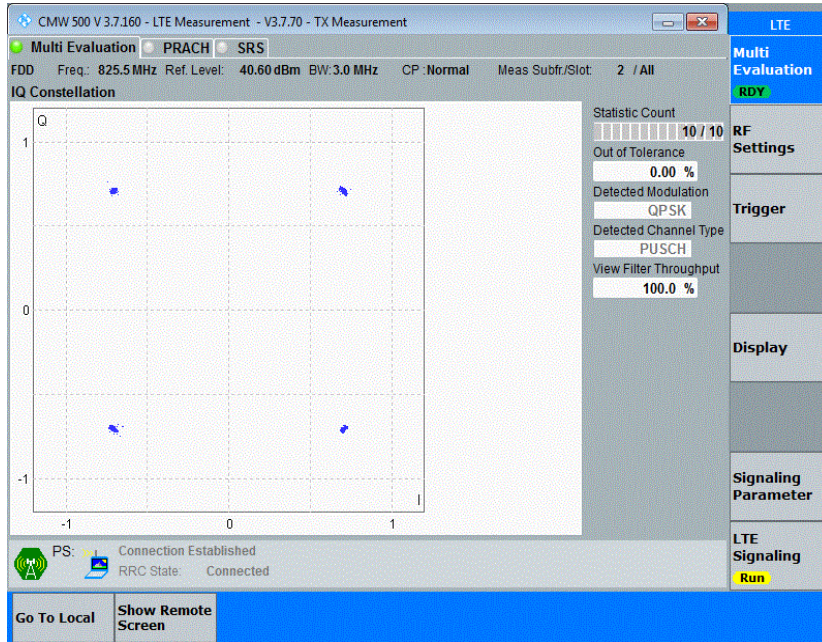 CMW 500 V 3.7.160 - LTE Measurement - V3.7.70 - TX Measurement
LTE
Multi Evaluation PRACH SRS
Multi
Evaluation
RDY
FDD Freq.: 825.5 MHz Ref. Level: 40.60 dBm BW: 3.0 MHz CP : Normal Meas Subfr./Slot: 2 / All
IQ Constellation
Q
1
0
-1
-1 0 1
I
Statistic Count
10 / 10
Out of Tolerance
0.00 %
Detected Modulation
QPSK
Detected Channel Type
PUSCH
View Filter Throughput
100.0 %
RF
Settings
Trigger
Display
Signaling
Parameter
LTE
Signaling
Run
PS: Connection Established
RRC State: Connected
Go To Local
Show Remote
Screen